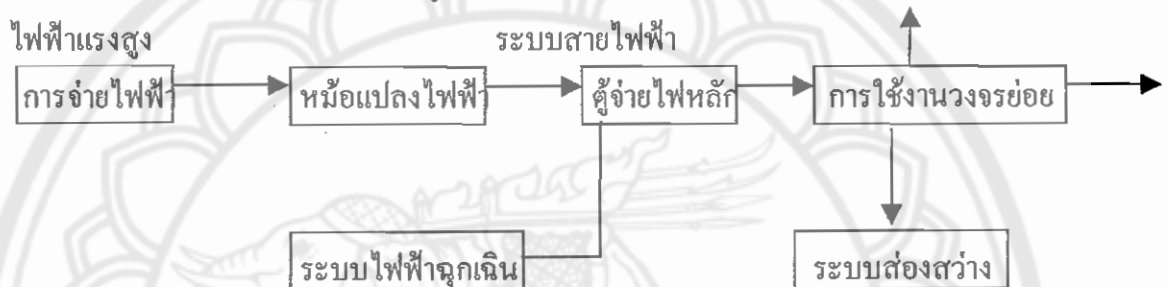 ไฟฟ้าแรงสูง ระบบสายไฟฟ้า
การจ่ายไฟฟ้า หม้อแปลงไฟฟ้า ตู้จ่ายไฟหลัก การใช้งานวงจรย่อย
ระบบไฟฟ้าฉุกเฉิน ระบบส่องสว่าง